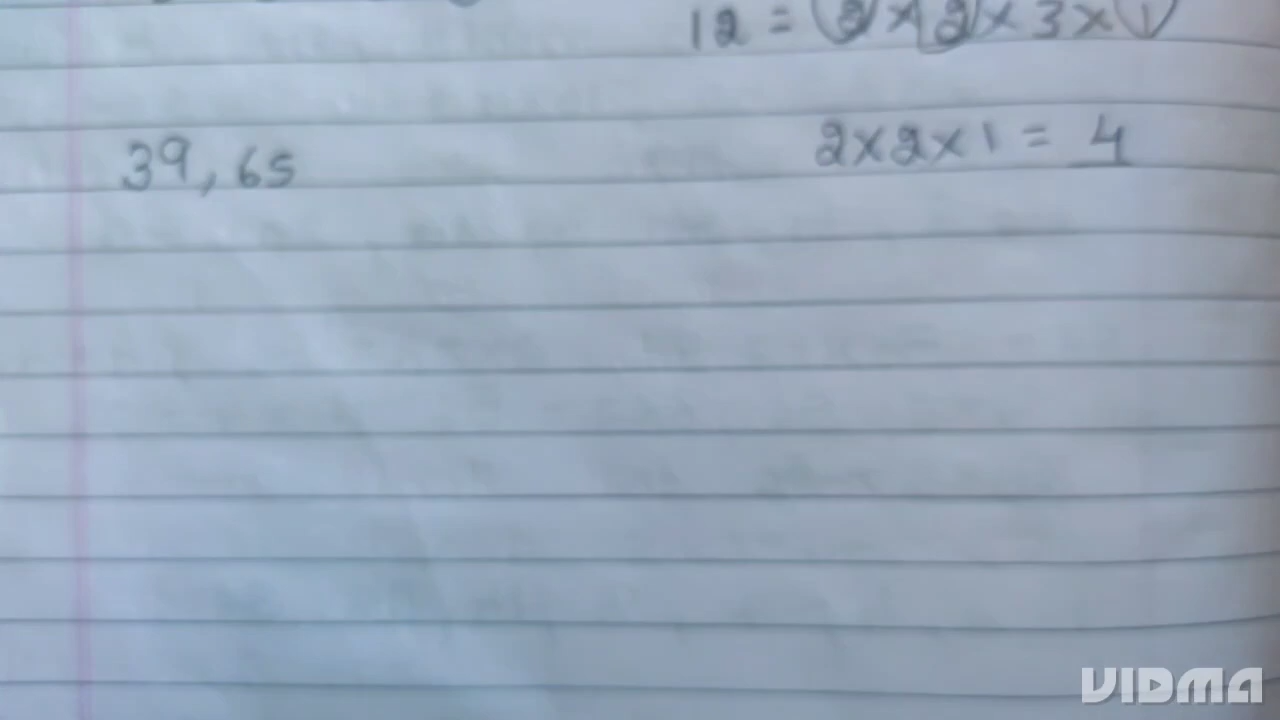 12 = 2 x 2 x 3 x 1
2 x 2 x 1 = 4
39, 65
VIDMA